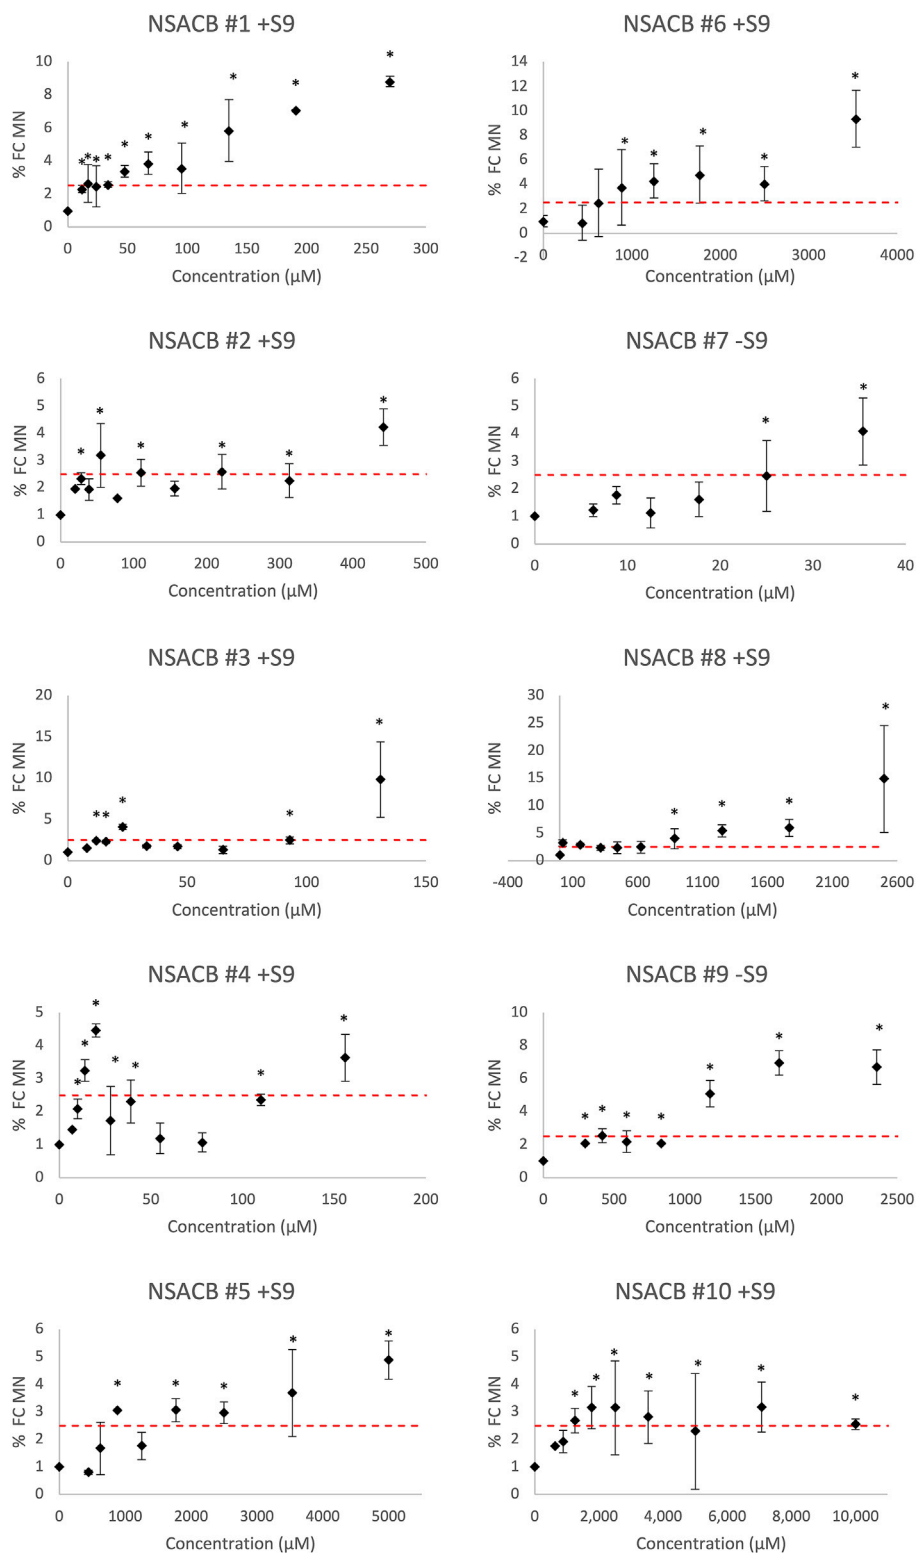 NSACB #1 +S9
% FC MN
10
8
6
4
2
0
0 50 100 150 200 250 300
Concentration (µM)
* * * * * * * * * *
NSACB #6 +S9
% FC MN
14
12
10
8
6
4
2
0
-2
0 1000 2000 3000 4000
Concentration (µM)
* * * * *
NSACB #2 +S9
% FC MN
6
5
4
3
2
1
0
0 100 200 300 400 500
Concentration (µM)
* * * * * *
NSACB #7 -S9
% FC MN
6
5
4
3
2
1
0
0 10 20 30 40
Concentration (µM)
* *
NSACB #3 +S9
% FC MN
20
15
10
5
0
0 50 100 150
Concentration (µM)
* * * * *
NSACB #8 +S9
% FC MN
30
25
20
15
10
5
0
-400 100 600 1100 1600 2100 2600
Concentration (µM)
* * * *
NSACB #4 +S9
% FC MN
5
4
3
2
1
0
0 50 100 150 200
Concentration (µM)
* * * * * * *
NSACB #9 -S9
% FC MN
10
8
6
4
2
0
0 500 1000 1500 2000 2500
Concentration (µM)
* * * * * * *
NSACB #5 +S9
% FC MN
6
5
4
3
2
1
0
0 1000 2000 3000 4000 5000
Concentration (µM)
* * * * *
NSACB #10 +S9
% FC MN
6
5
4
3
2
1
0
0 2,000 4,000 6,000 8,000 10,000
Concentration (µM)
* * * * * * *